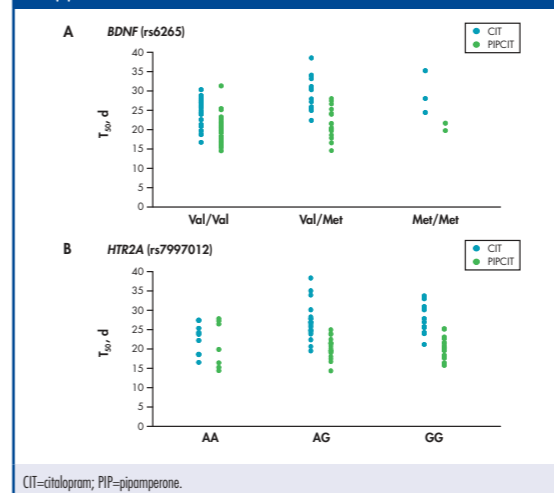 A BDNF (rs6265)
CIT
PIPCIT
T50, d
40
35
30
25
20
15
10
5
0
Val/Val Val/Met Met/Met
B HTR2A (rs7997012)
CIT
PIPCIT
T50, d
40
35
30
25
20
15
10
5
0
AA AG GG
CIT=citalopram; PIP=pipamperone.